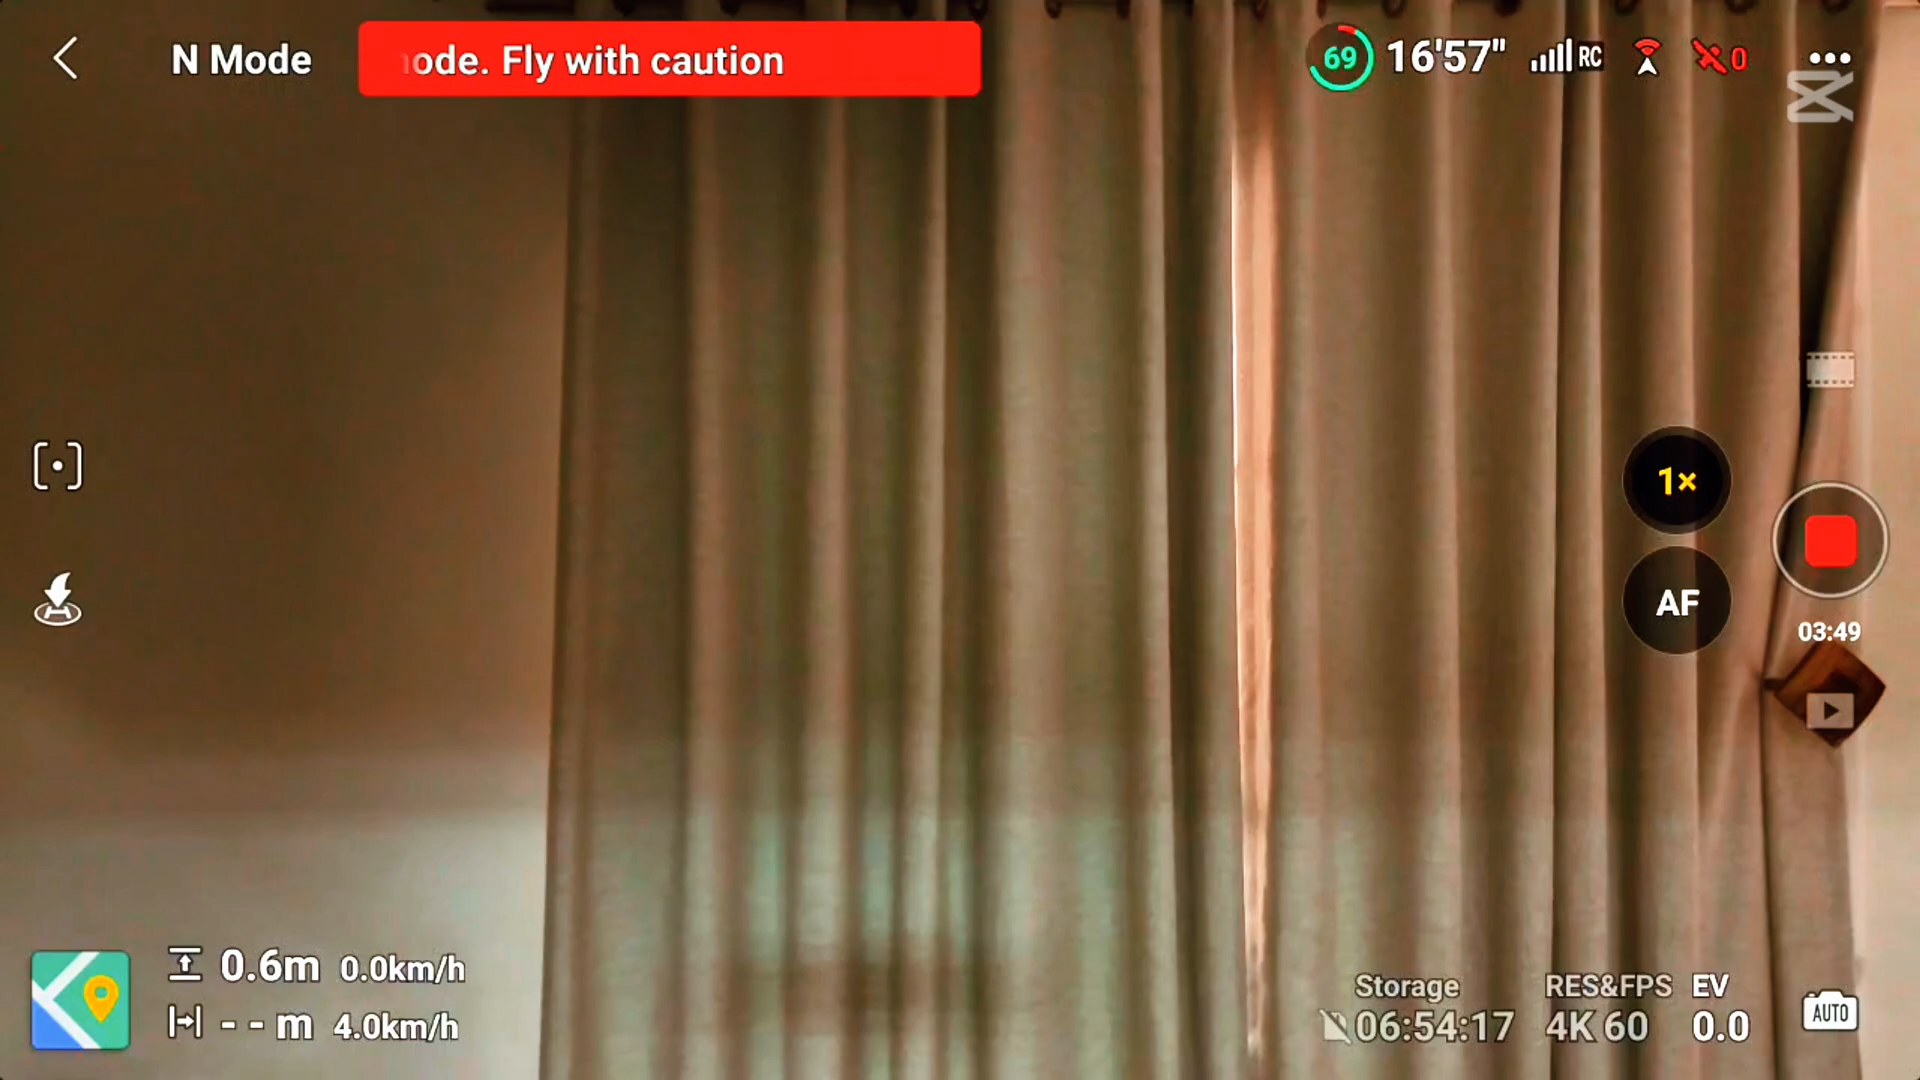 N Mode
ode. Fly with caution
69
16'57"
RC
0
1×
AF
03:49
0.6m 0.0km/h
- - m 4.0km/h
Storage
06:54:17
RES&FPS
4K 60
EV
0.0
AUTO